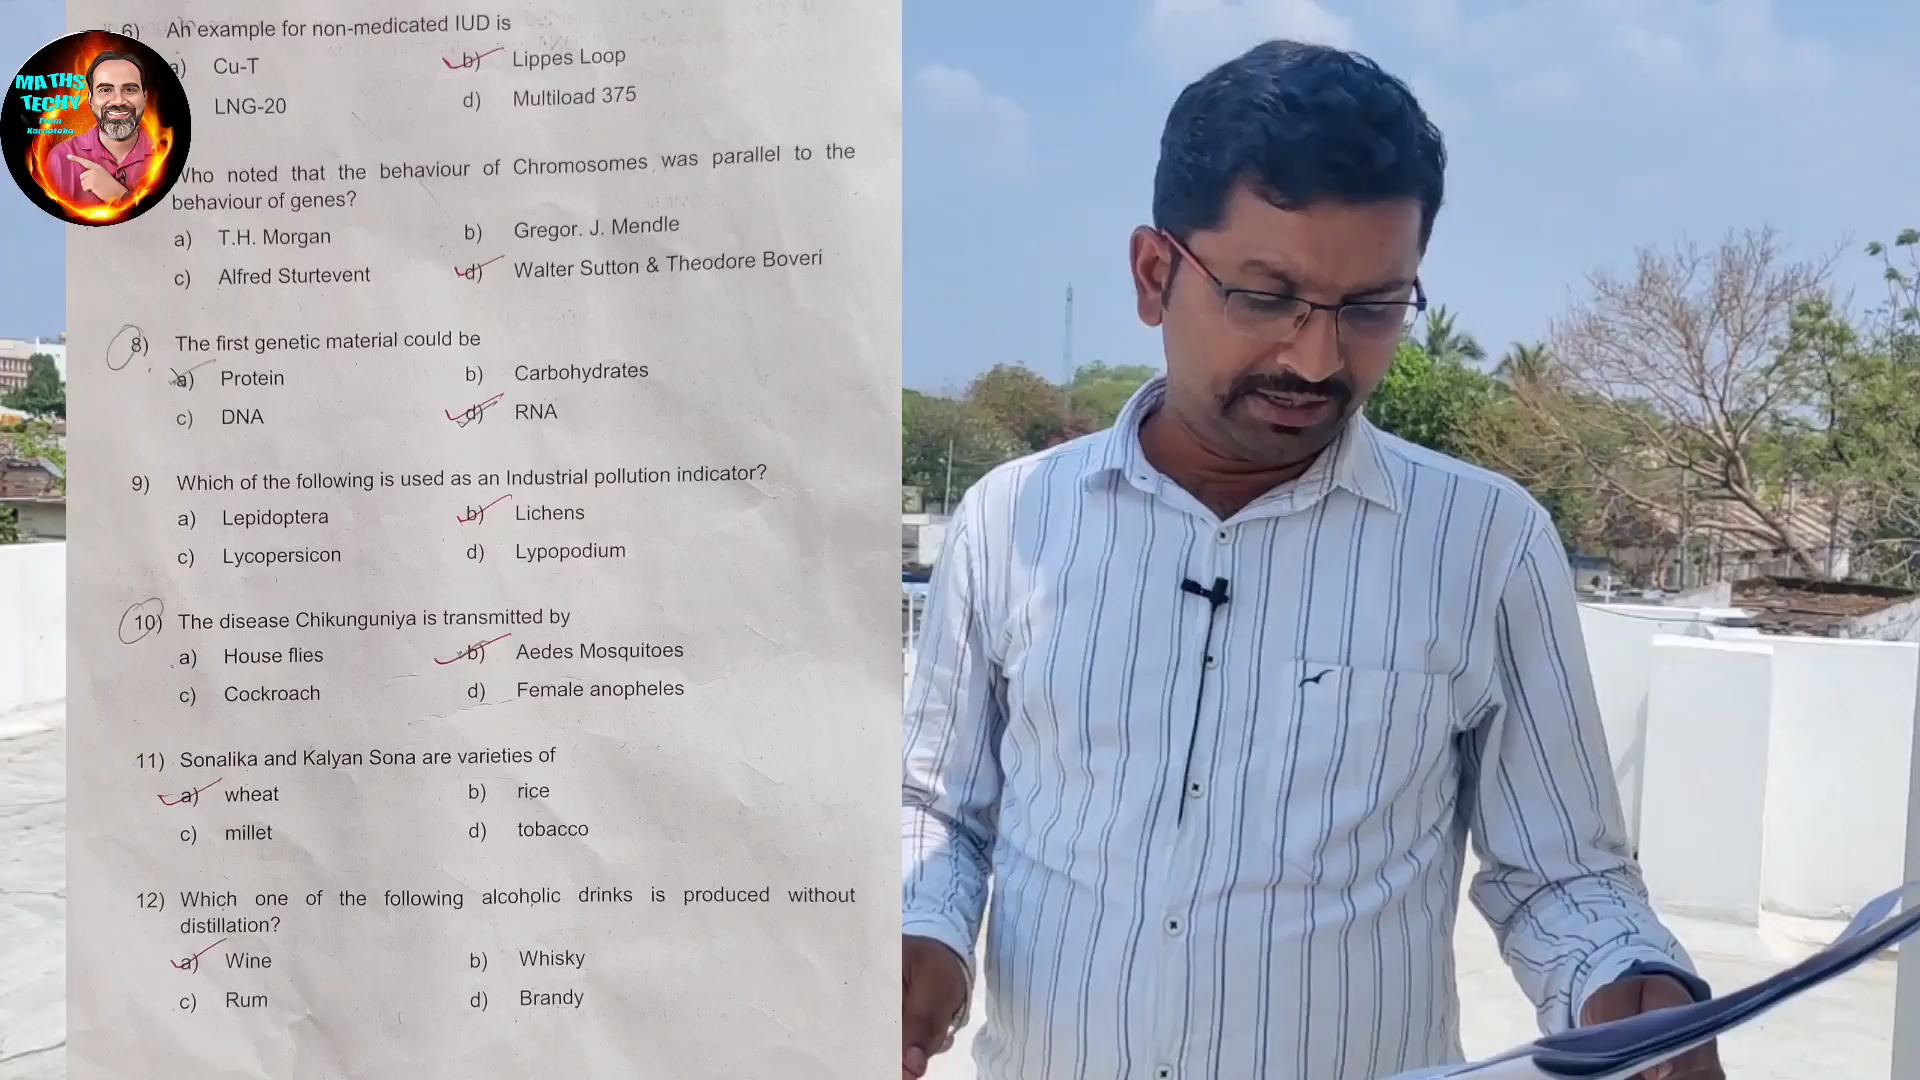 MATHS
TECHY
From
Karnataka
6) An example for non-medicated IUD is
a) Cu-T b) Lippes Loop
LNG-20 d) Multiload 375
Who noted that the behaviour of Chromosomes was parallel to the
behaviour of genes?
a) T.H. Morgan b) Gregor. J. Mendle
c) Alfred Sturtevent d) Walter Sutton & Theodore Boveri
8) The first genetic material could be
a) Protein b) Carbohydrates
c) DNA d) RNA
9) Which of the following is used as an Industrial pollution indicator?
a) Lepidoptera b) Lichens
c) Lycopersicon d) Lypopodium
10) The disease Chikunguniya is transmitted by
a) House flies b) Aedes Mosquitoes
c) Cockroach d) Female anopheles
11) Sonalika and Kalyan Sona are varieties of
a) wheat b) rice
c) millet d) tobacco
12) Which one of the following alcoholic drinks is produced without
distillation?
a) Wine b) Whisky
c) Rum d) Brandy